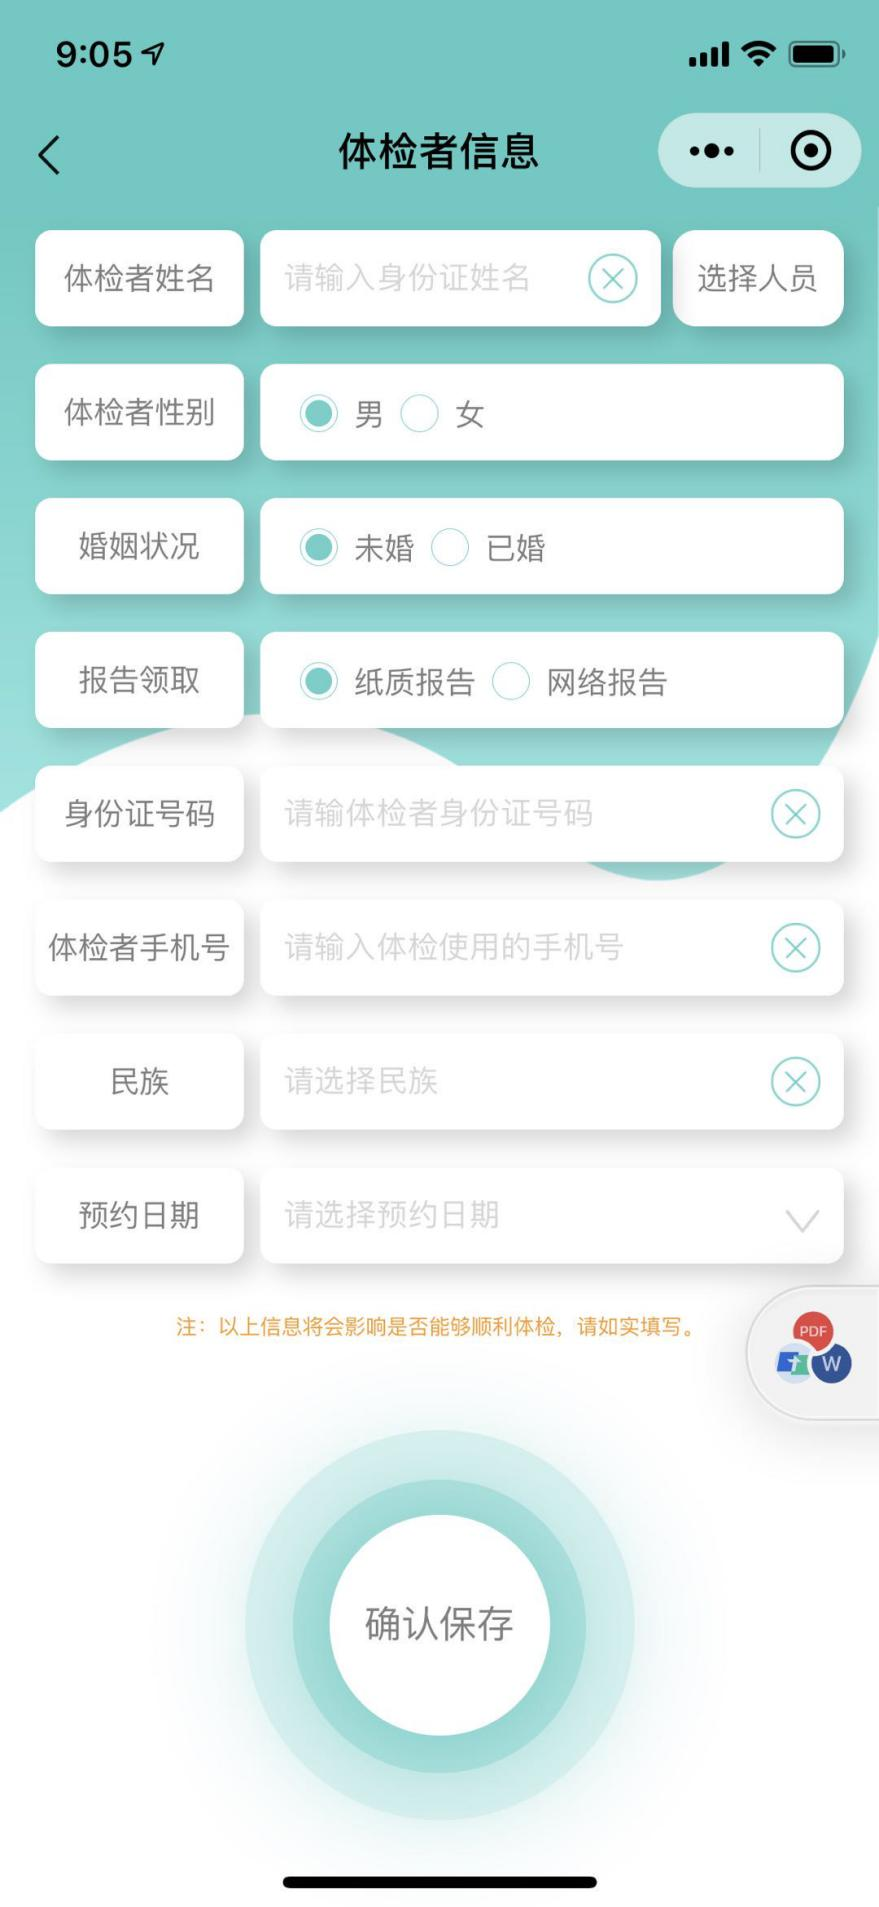 9:05
体检者信息
体检者姓名 请输入身份证姓名 选择人员
体检者性别 男 女
婚姻状况 未婚 已婚
报告领取 纸质报告 网络报告
身份证号码 请输体检者身份证号码
体检者手机号 请输入体检使用的手机号
民族 请选择民族
预约日期 请选择预约日期
注：以上信息将会影响是否能够顺利体检，请如实填写。
PDF
W
确认保存